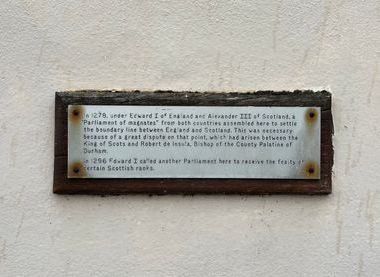 In 1278, under Edward I of England and Alexander III of Scotland, a
"Parliament of magnates" from both countries assembled here to settle
the boundary line between England and Scotland. This was necessary
because of a great dispute on that point, which had arisen between the
King of Scots and Robert de Insula, Bishop of the County Palatine of
Durham.
In 1296 Edward I called another Parliament here to receive the fealty of
certain Scottish ranks.